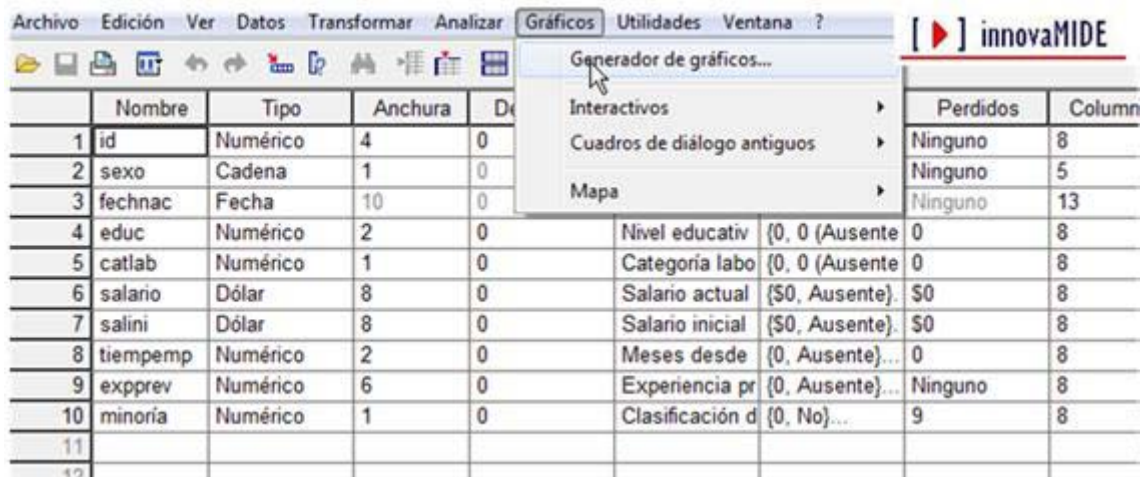 Archivo Edición Ver Datos Transformar Analizar Gráficos Utilidades Ventana ?
[ ] innovaMIDE
Generador de gráficos...
Interactivos
Cuadros de diálogo antiguos
Mapa
Nombre Tipo Anchura De Perdidos Column
1 id Numérico 4 0 Ninguno 8
2 sexo Cadena 1 0 Ninguno 5
3 fechnac Fecha 10 0 Ninguno 13
4 educ Numérico 2 0 Nivel educativ {0, 0 (Ausente 0 8
5 catlab Numérico 1 0 Categoría labo {0, 0 (Ausente 0 8
6 salario Dólar 8 0 Salario actual {$0, Ausente}. $0 8
7 salini Dólar 8 0 Salario inicial {$0, Ausente}. $0 8
8 tiempemp Numérico 2 0 Meses desde {0, Ausente}... 0 8
9 expprev Numérico 6 0 Experiencia pr {0, Ausente}... Ninguno 8
10 minoría Numérico 1 0 Clasificación d {0, No}... 9 8
11
12